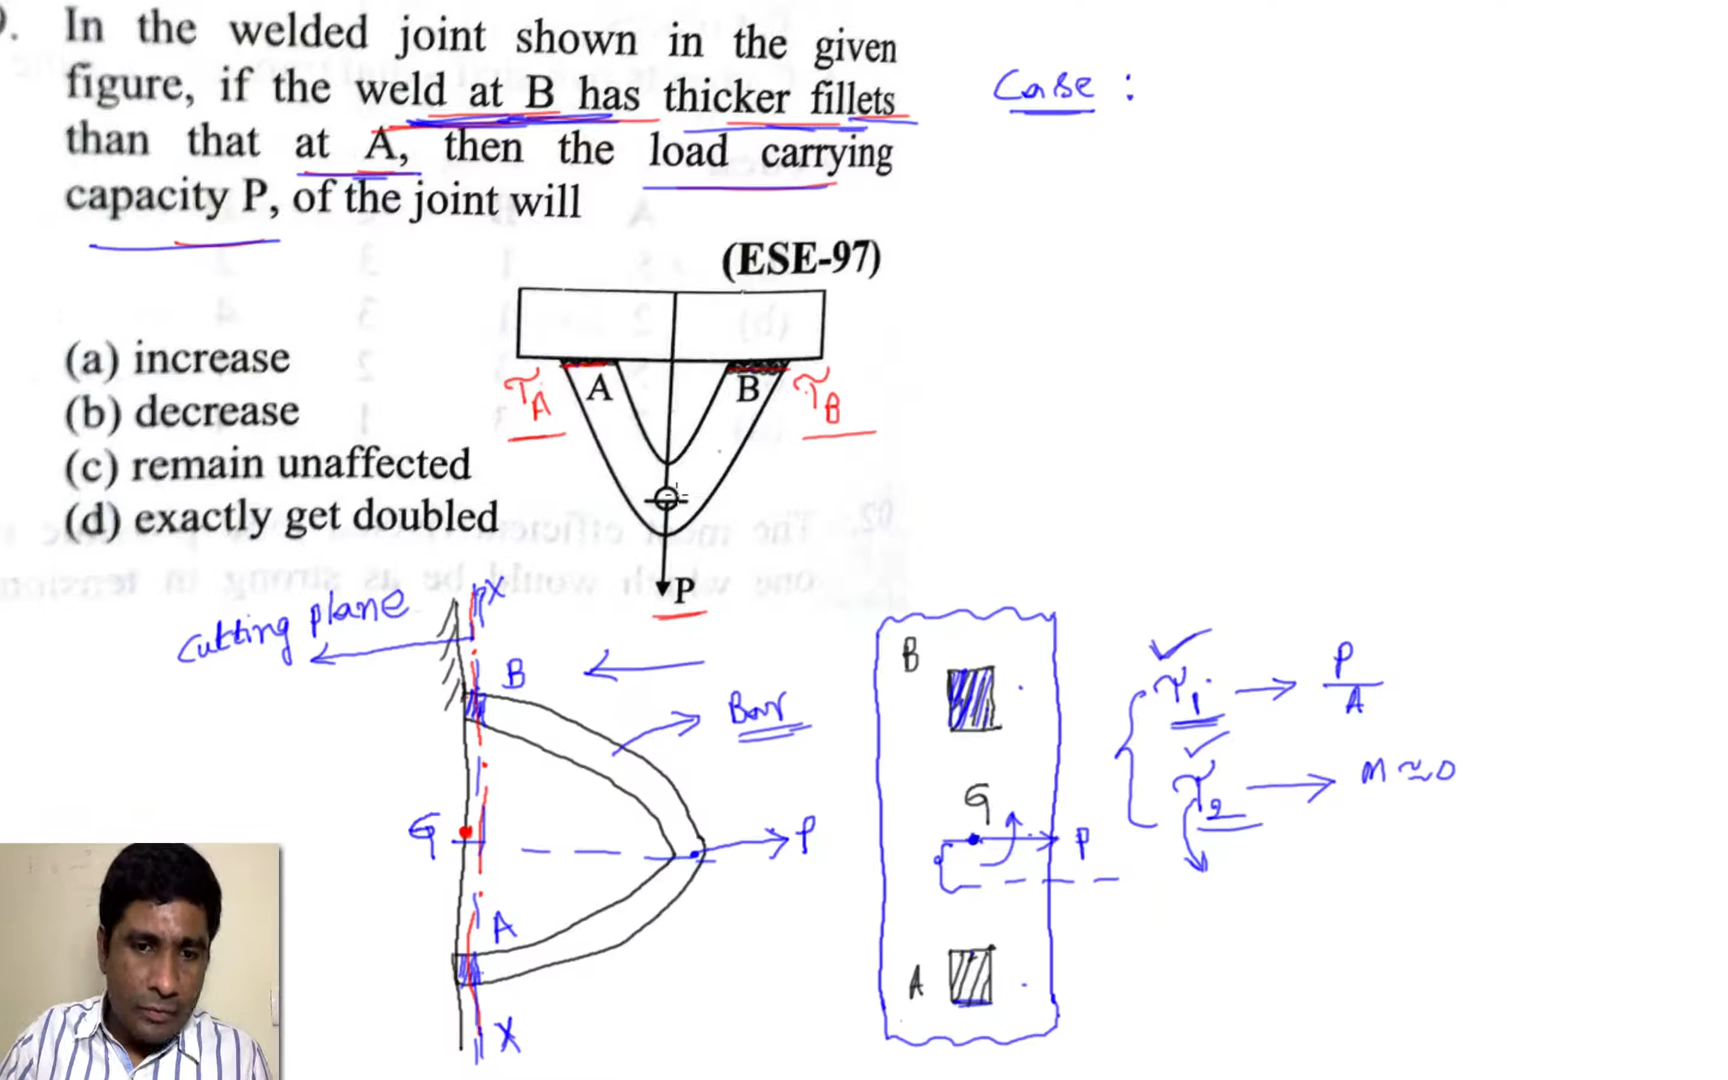 ). In the welded joint shown in the given
figure, if the weld at B has thicker fillets
than that at A, then the load carrying
capacity P, of the joint will
(ESE-97)
(a) increase
(b) decrease
(c) remain unaffected
(d) exactly get doubled
Case :
A
B
τA
τB
P
cutting plane
X
B
Bar
G
P
A
X
B
G
P
A
τ1 → P/A
τ2 → M ≈ 0